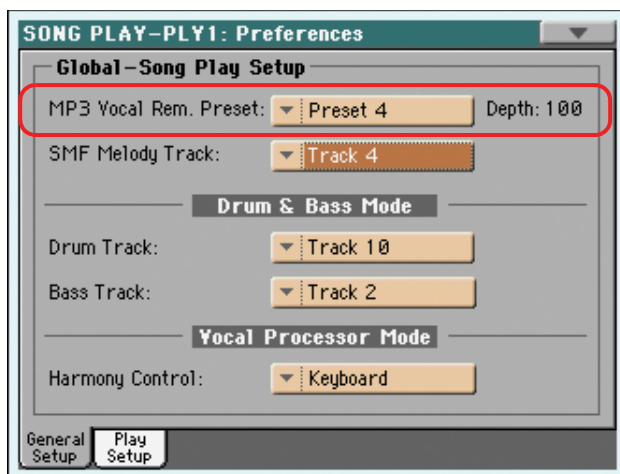 SONG PLAY-PLY1: Preferences
Global-Song Play Setup
MP3 Vocal Rem. Preset: Preset 4 Depth: 100
SMF Melody Track: Track 4
Drum & Bass Mode
Drum Track: Track 10
Bass Track: Track 2
Vocal Processor Mode
Harmony Control: Keyboard
General Setup
Play Setup